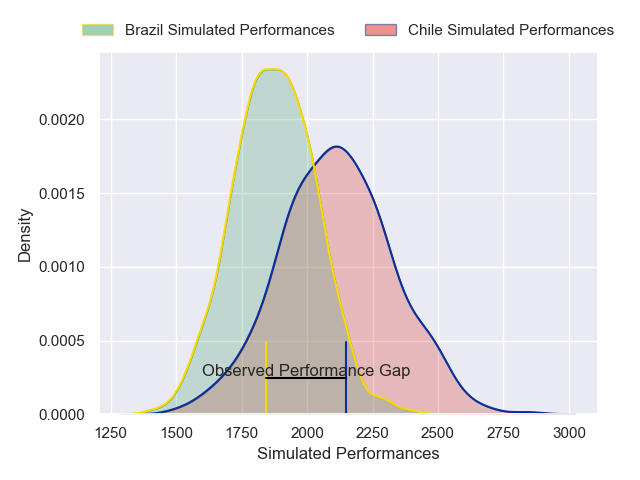 Brazil Simulated Performances Chile Simulated Performances
0.0020
0.0015
0.0010
0.0005
0.0000
Density
Observed Performance Gap
1250 1500 1750 2000 2250 2500 2750 3000
Simulated Performances